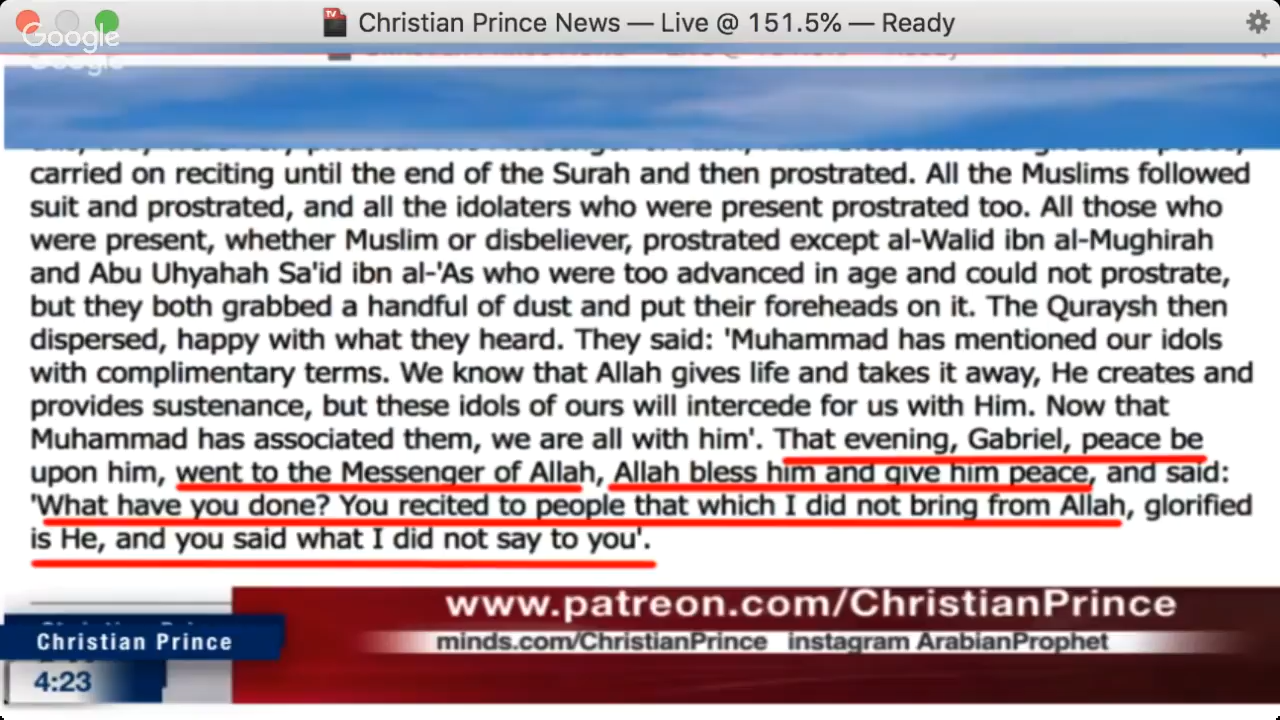 Christian Prince News — Live @ 151.5% — Ready
Google
carried on reciting until the end of the Surah and then prostrated. All the Muslims followed
suit and prostrated, and all the idolaters who were present prostrated too. All those who
were present, whether Muslim or disbeliever, prostrated except al-Walid ibn al-Mughirah
and Abu Uhyahah Sa'id ibn al-'As who were too advanced in age and could not prostrate,
but they both grabbed a handful of dust and put their foreheads on it. The Quraysh then
dispersed, happy with what they heard. They said: 'Muhammad has mentioned our idols
with complimentary terms. We know that Allah gives life and takes it away, He creates and
provides sustenance, but these idols of ours will intercede for us with Him. Now that
Muhammad has associated them, we are all with him'. That evening, Gabriel, peace be
upon him, went to the Messenger of Allah, Allah bless him and give him peace, and said:
'What have you done? You recited to people that which I did not bring from Allah, glorified
is He, and you said what I did not say to you'.
www.patreon.com/ChristianPrince
Christian Prince
minds.com/ChristianPrince instagram ArabianProphet
4:23